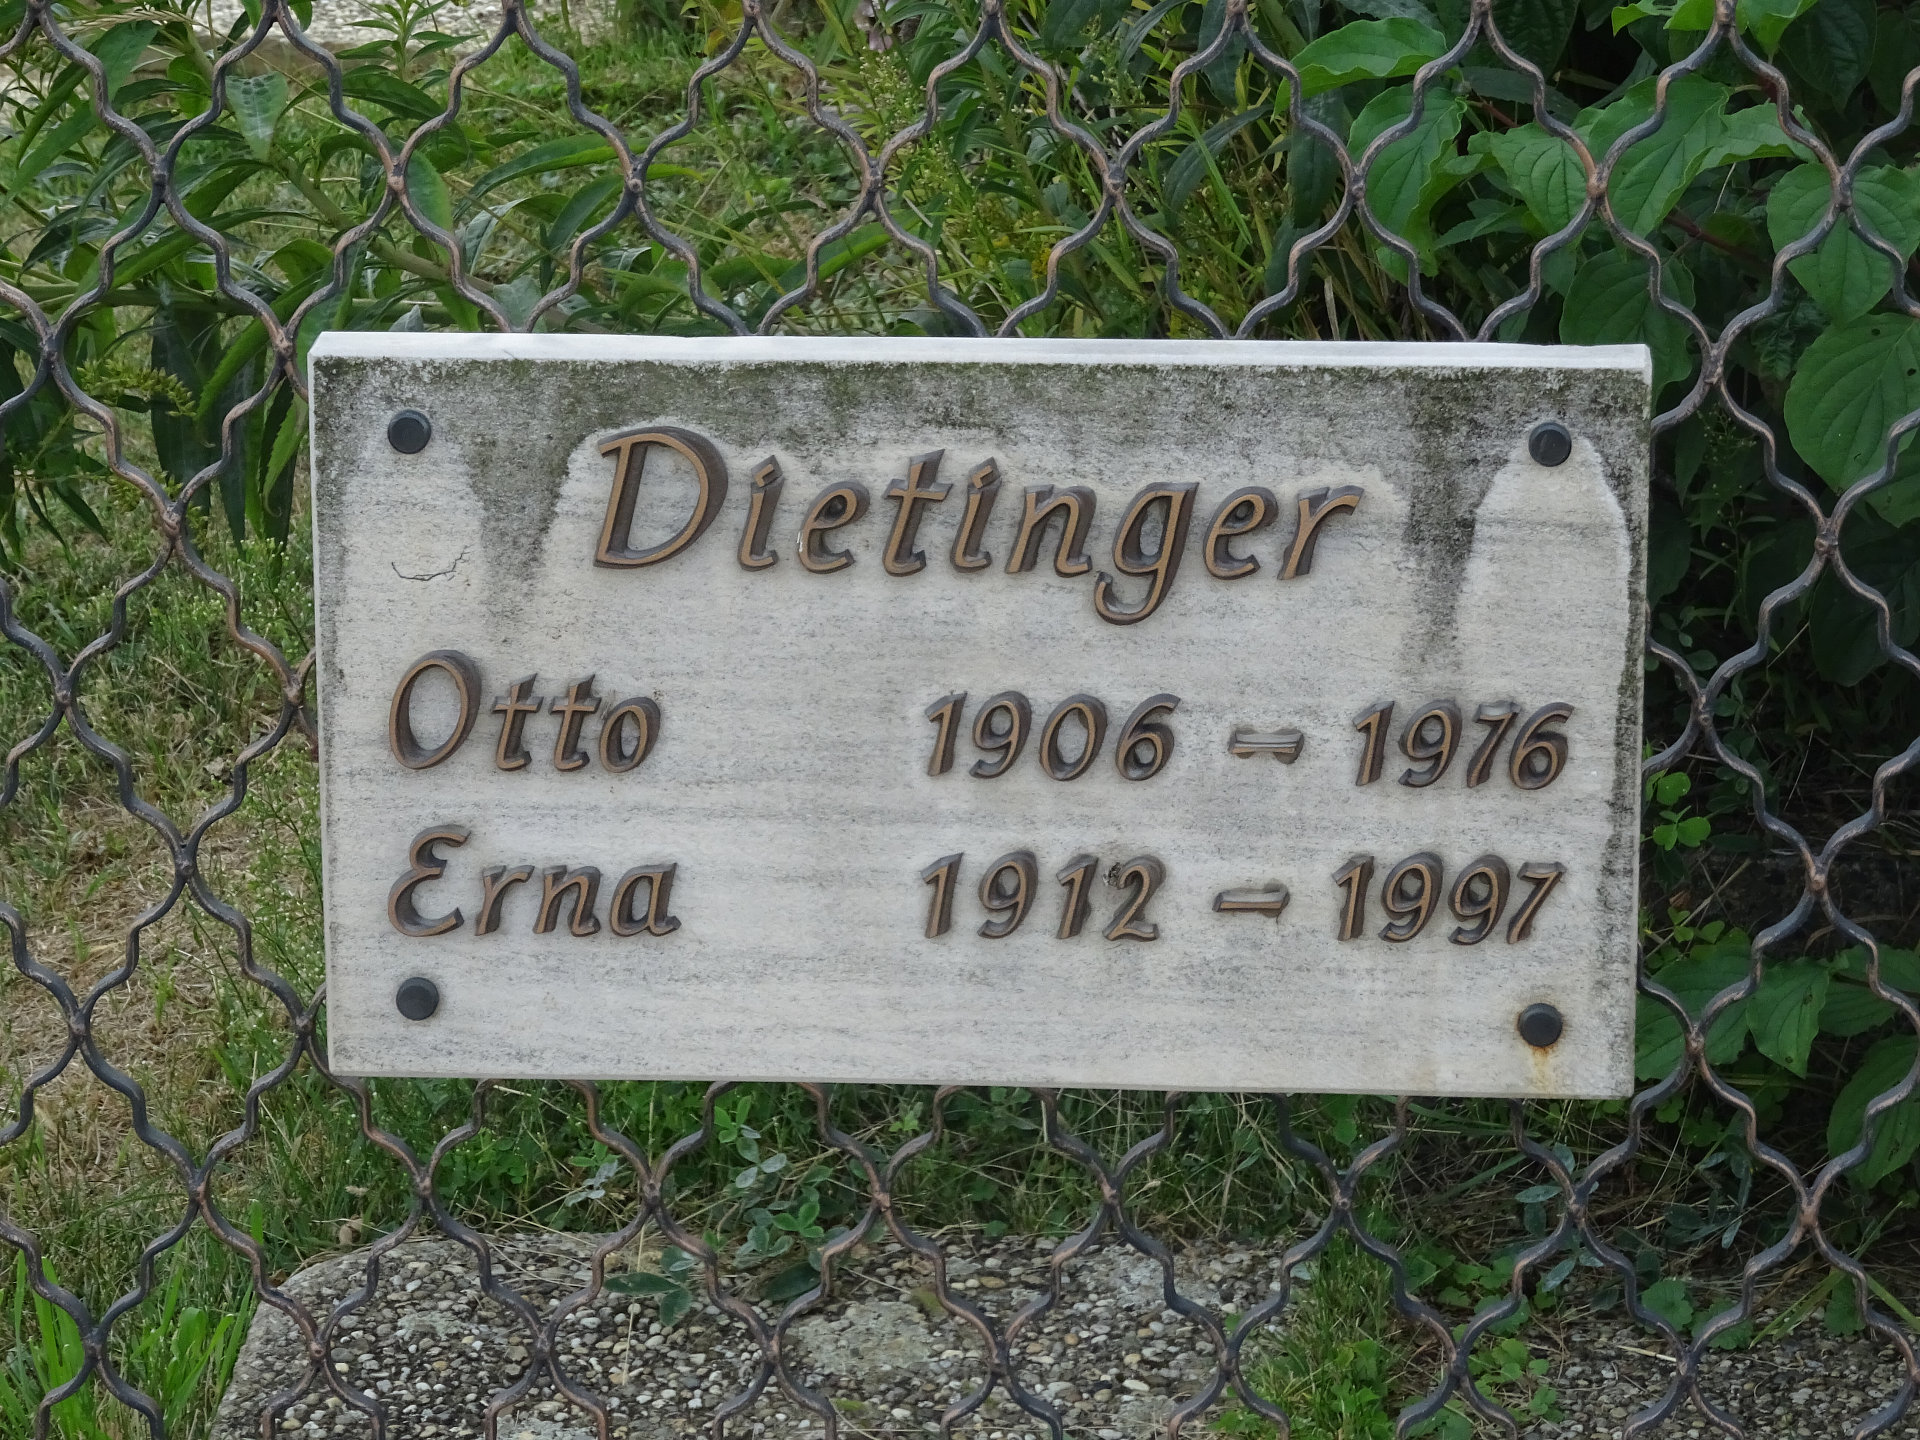 Dietinger
Otto 1906 – 1976
Erna 1912 – 1997